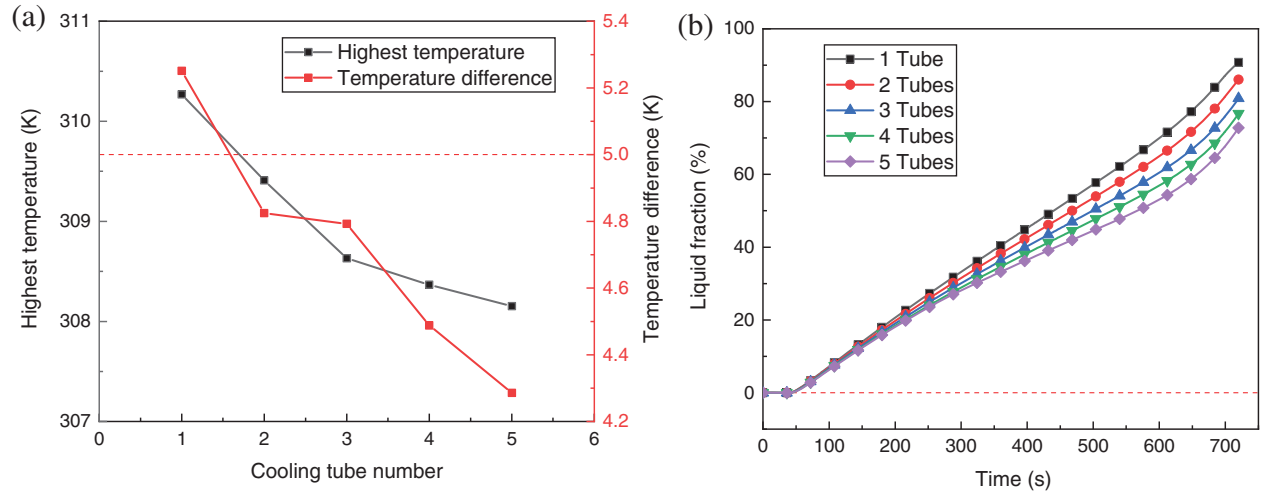 (a)
Highest temperature
Temperature difference
311
310
309
308
307
Highest temperature (K)
5.4
5.2
5.0
4.8
4.6
4.4
4.2
Temperature difference (K)
0 1 2 3 4 5 6
Cooling tube number
(b)
1 Tube
2 Tubes
3 Tubes
4 Tubes
5 Tubes
100
80
60
40
20
0
Liquid fraction (%)
0 100 200 300 400 500 600 700
Time (s)